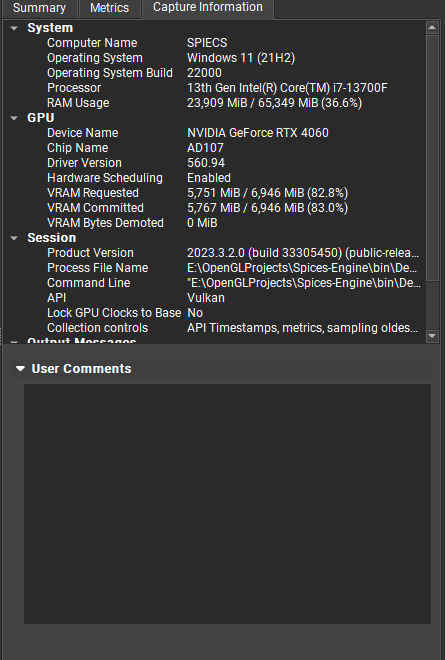 Summary Metrics Capture Information
System
Computer Name SPIECS
Operating System Windows 11 (21H2)
Operating System Build 22000
Processor 13th Gen Intel(R) Core(TM) i7-13700F
RAM Usage 23,909 MiB / 65,349 MiB (36.6%)
GPU
Device Name NVIDIA GeForce RTX 4060
Chip Name AD107
Driver Version 560.94
Hardware Scheduling Enabled
VRAM Requested 5,751 MiB / 6,946 MiB (82.8%)
VRAM Committed 5,767 MiB / 6,946 MiB (83.0%)
VRAM Bytes Demoted 0 MiB
Session
Product Version 2023.3.2.0 (build 33305450) (public-relea...
Process File Name E:\OpenGLProjects\Spices-Engine\bin\De...
Command Line "E:\OpenGLProjects\Spices-Engine\bin\De...
API Vulkan
Lock GPU Clocks to Base No
Collection controls API Timestamps, metrics, sampling oldes...
Output Messages
User Comments